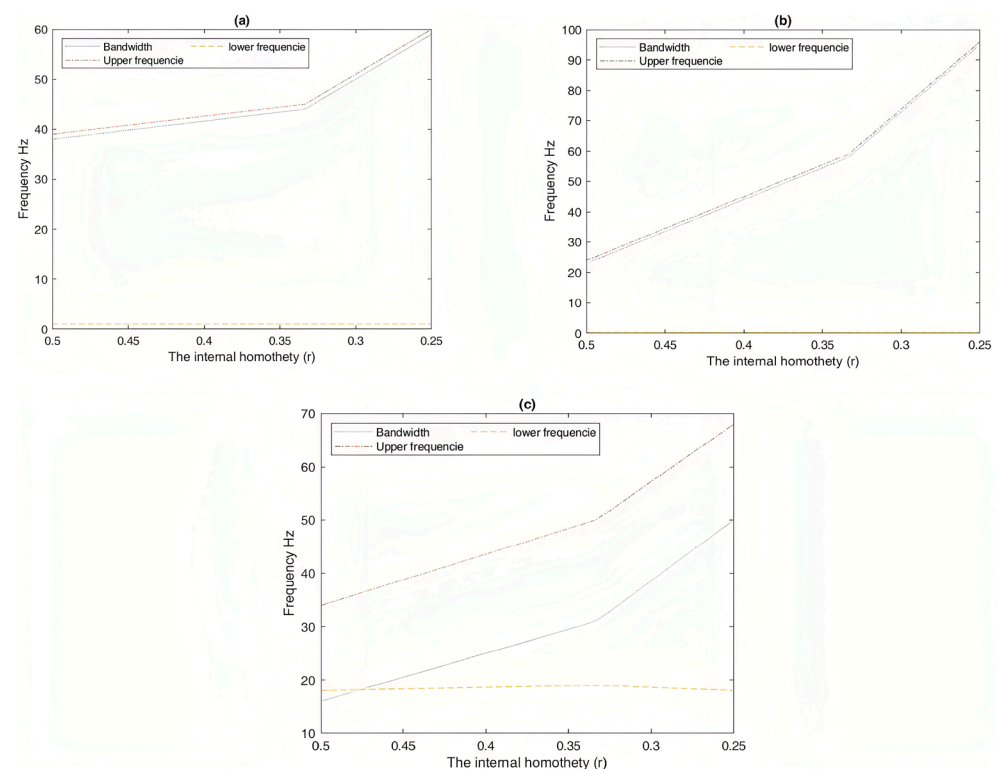 (a)
60
50
40
30
20
10
0
Frequency Hz
Bandwidth
Upper frequencie
lower frequencie
0.5 0.45 0.4 0.35 0.3 0.25
The internal homothety (r)
(b)
100
90
80
70
60
50
40
30
20
10
0
Frequency Hz
Bandwidth
Upper frequencie
lower frequencie
0.5 0.45 0.4 0.35 0.3 0.25
The internal homothety (r)
(c)
70
60
50
40
30
20
10
Frequency Hz
Bandwidth
Upper frequencie
lower frequencie
0.5 0.45 0.4 0.35 0.3 0.25
The internal homothety (r)